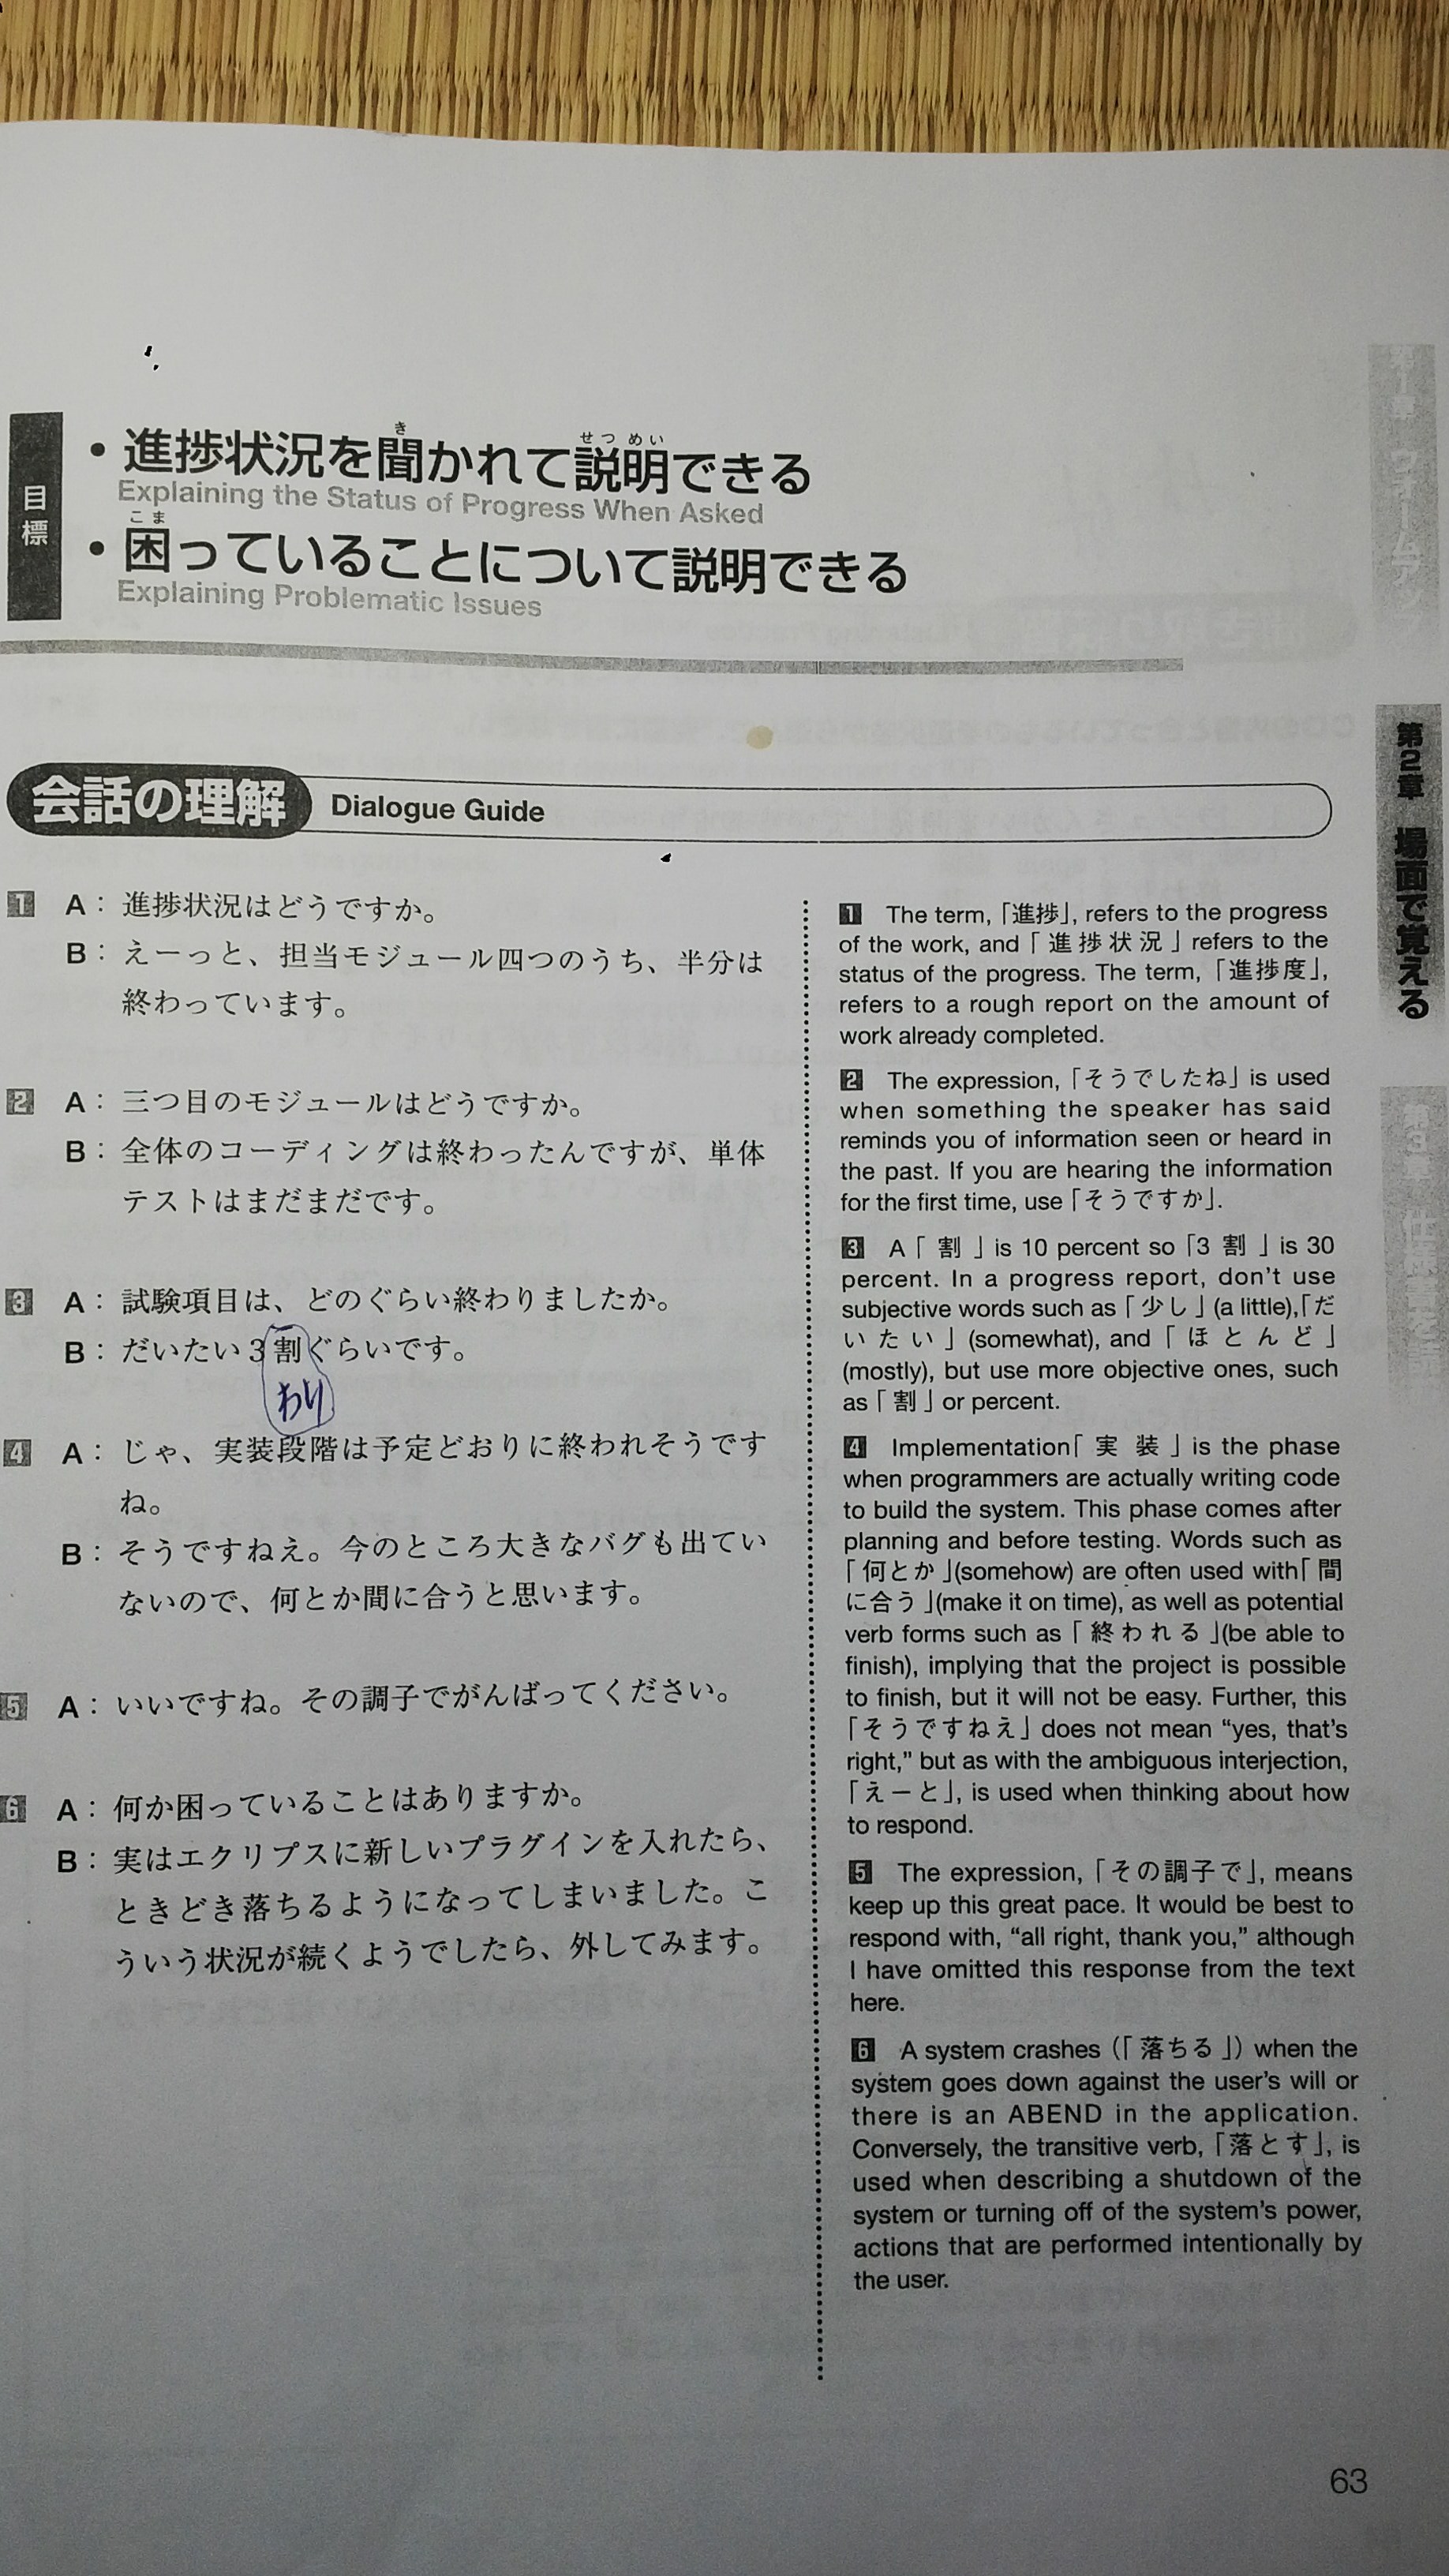 目標
• 進捗状況を聞かれて説明できる
き
せつめい
Explaining the Status of Progress When Asked
• 困っていることについて説明できる
こま
Explaining Problematic Issues
会話の理解 Dialogue Guide
1 A：進捗状況はどうですか。
B：えーっと、担当モジュール四つのうち、半分は
終わっています。
2 A：三つ目のモジュールはどうですか。
B：全体のコーディングは終わったんですが、単体
テストはまだまだです。
3 A：試験項目は、どのぐらい終わりましたか。
B：だいたい3割ぐらいです。
わり
4 A：じゃ、実装段階は予定どおりに終われそうです
ね。
B：そうですねえ。今のところ大きなバグも出てい
ないので、何とか間に合うと思います。
5 A：いいですね。その調子でがんばってください。
6 A：何か困っていることはありますか。
B：実はエクリプスに新しいプラグインを入れたら、
ときどき落ちるようになってしまいました。こ
ういう状況が続くようでしたら、外してみます。
1 The term,「進捗」, refers to the progress
of the work, and「進捗状況」refers to the
status of the progress. The term,「進捗度」,
refers to a rough report on the amount of
work already completed.
2 The expression,「そうでしたね」is used
when something the speaker has said
reminds you of information seen or heard in
the past. If you are hearing the information
for the first time, use「そうですか」.
3 A「割」is 10 percent so「3 割」is 30
percent. In a progress report, don't use
subjective words such as「少し」(a little),「だ
いたい」(somewhat), and「ほとんど」
(mostly), but use more objective ones, such
as「割」or percent.
4 Implementation「実装」is the phase
when programmers are actually writing code
to build the system. This phase comes after
planning and before testing. Words such as
「何とか」(somehow) are often used with「間
に合う」(make it on time), as well as potential
verb forms such as「終われる」(be able to
finish), implying that the project is possible
to finish, but it will not be easy. Further, this
「そうですねえ」does not mean "yes, that's
right," but as with the ambiguous interjection,
「えーと」, is used when thinking about how
to respond.
5 The expression,「その調子で」, means
keep up this great pace. It would be best to
respond with, "all right, thank you," although
I have omitted this response from the text
here.
6 A system crashes (「落ちる」) when the
system goes down against the user's will or
there is an ABEND in the application.
Conversely, the transitive verb,「落とす」, is
used when describing a shutdown of the
system or turning off of the system's power,
actions that are performed intentionally by
the user.
第2章
場面で覚える
63